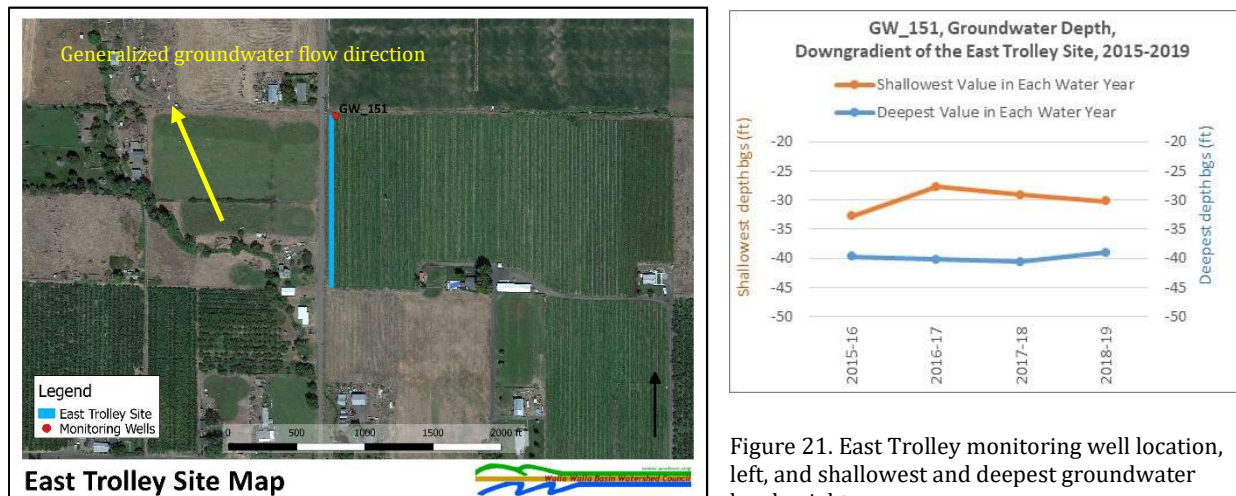 Generalized groundwater flow direction
GW_151
Legend
East Trolley Site
Monitoring Wells
0 500 1000 1500 2000 ft
East Trolley Site Map
Walla Walla Basin Watershed Council
GW_151, Groundwater Depth,
Downgradient of the East Trolley Site, 2015-2019
Shallowest Value in Each Water Year
Deepest Value in Each Water Year
Shallowest depth bgs (ft)
-20
-25
-30
-35
-40
-45
-50
-20
-25
-30
-35
-40
-45
-50
Deepest depth bgs (ft)
2015-16
2016-17
2017-18
2018-19
Figure 21. East Trolley monitoring well location,
left, and shallowest and deepest groundwater